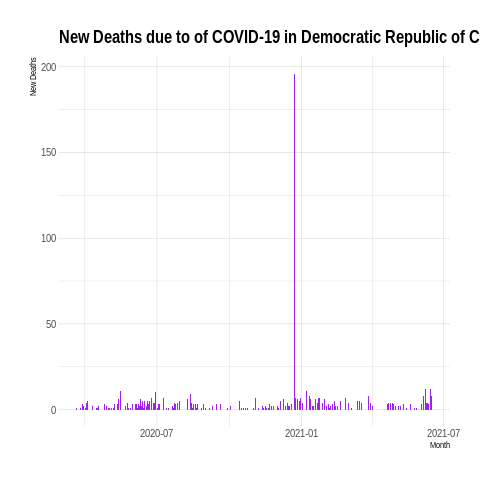 New Deaths due to of COVID-19 in Democratic Republic of C
New Deaths
200
150
100
50
0
2020-07
2021-01
2021-07
Month